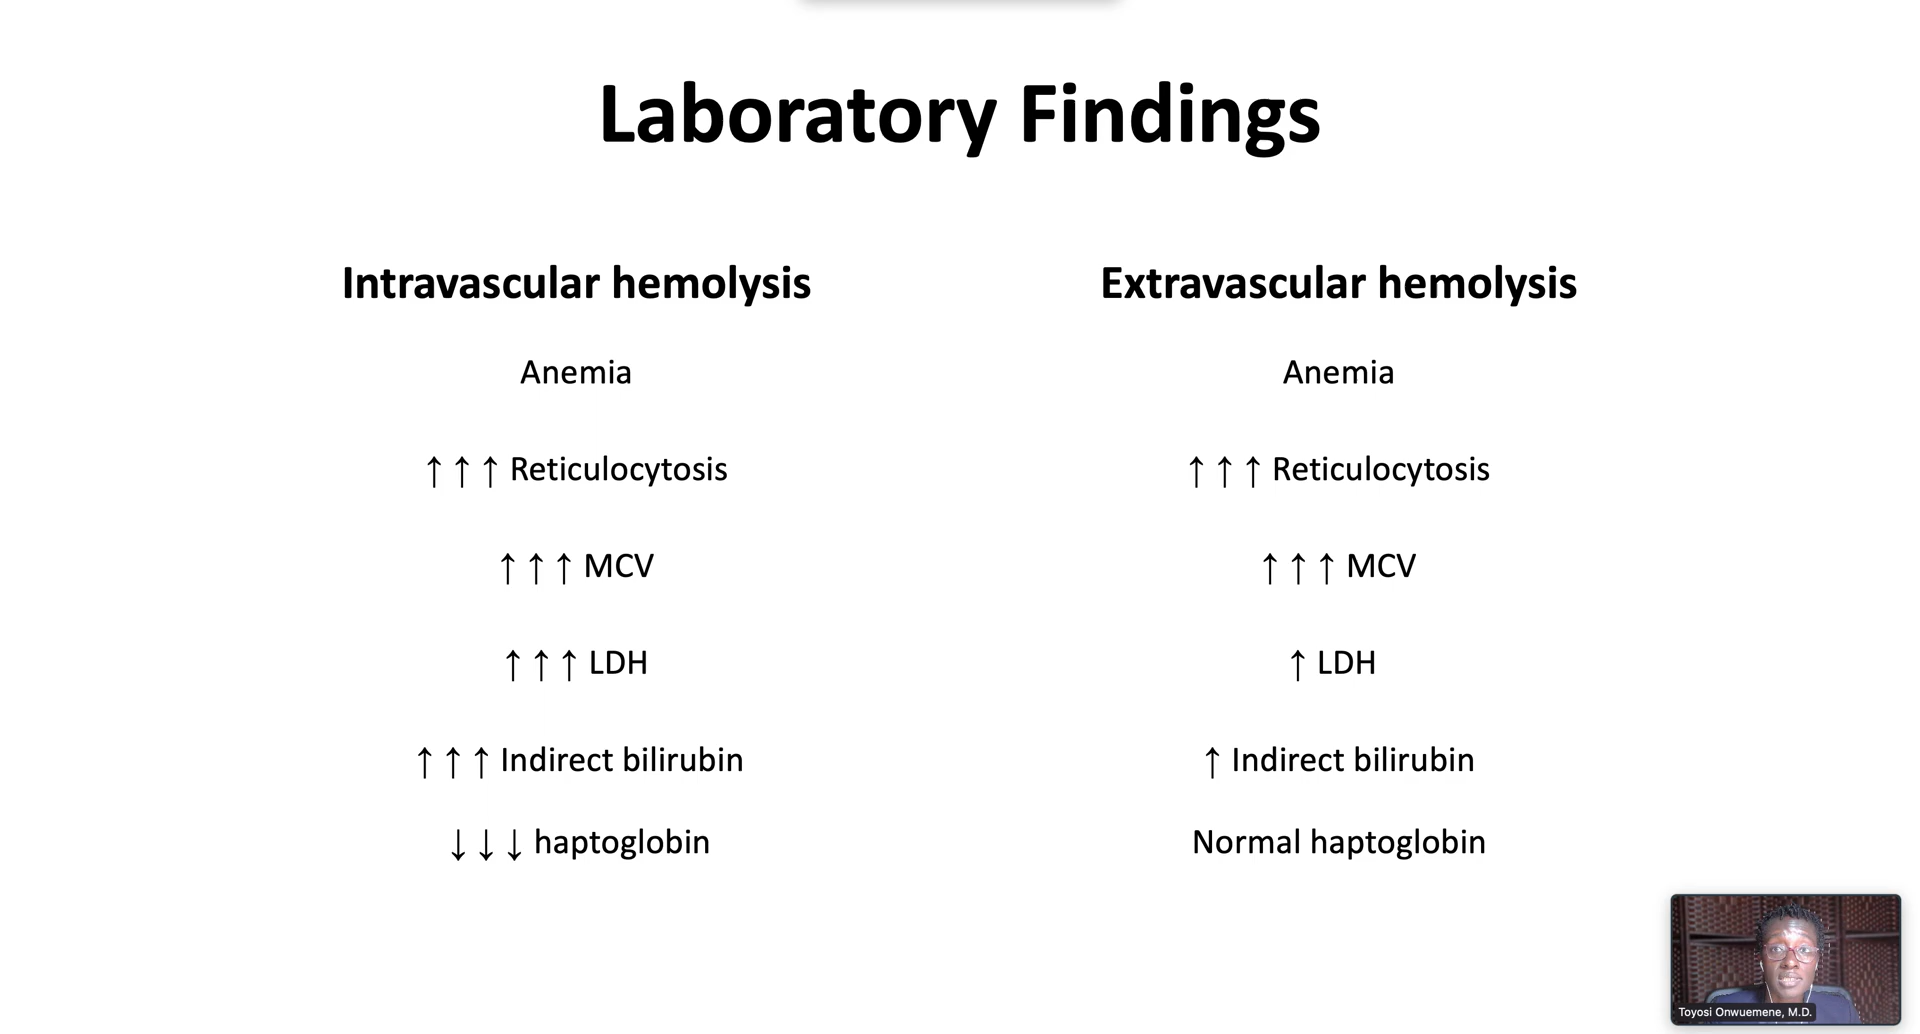 Laboratory Findings
Intravascular hemolysis
Anemia
↑ ↑ ↑ Reticulocytosis
↑ ↑ ↑ MCV
↑ ↑ ↑ LDH
↑ ↑ ↑ Indirect bilirubin
↓ ↓ ↓ haptoglobin
Extravascular hemolysis
Anemia
↑ ↑ ↑ Reticulocytosis
↑ ↑ ↑ MCV
↑ LDH
↑ Indirect bilirubin
Normal haptoglobin
Toyosi Onwuemene, M.D.